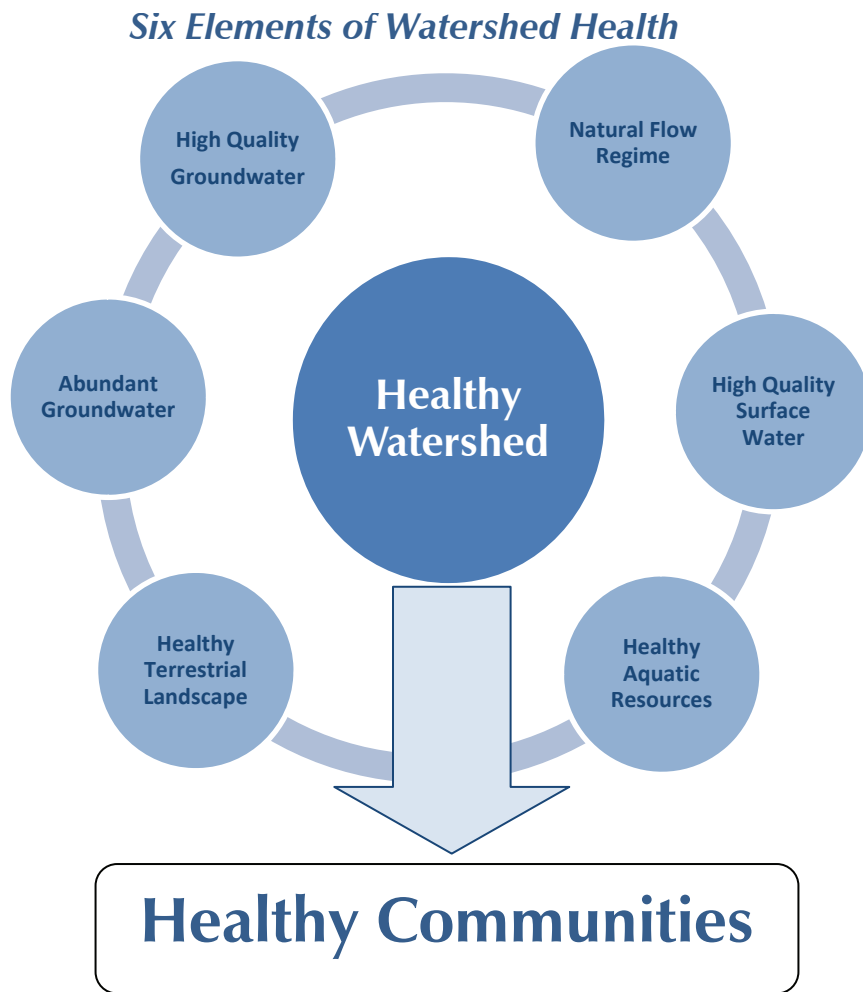 Six Elements of Watershed Health
High Quality
Groundwater
Natural Flow
Regime
Abundant
Groundwater
Healthy
Watershed
High Quality
Surface
Water
Healthy
Terrestrial
Landscape
Healthy
Aquatic
Resources
Healthy Communities